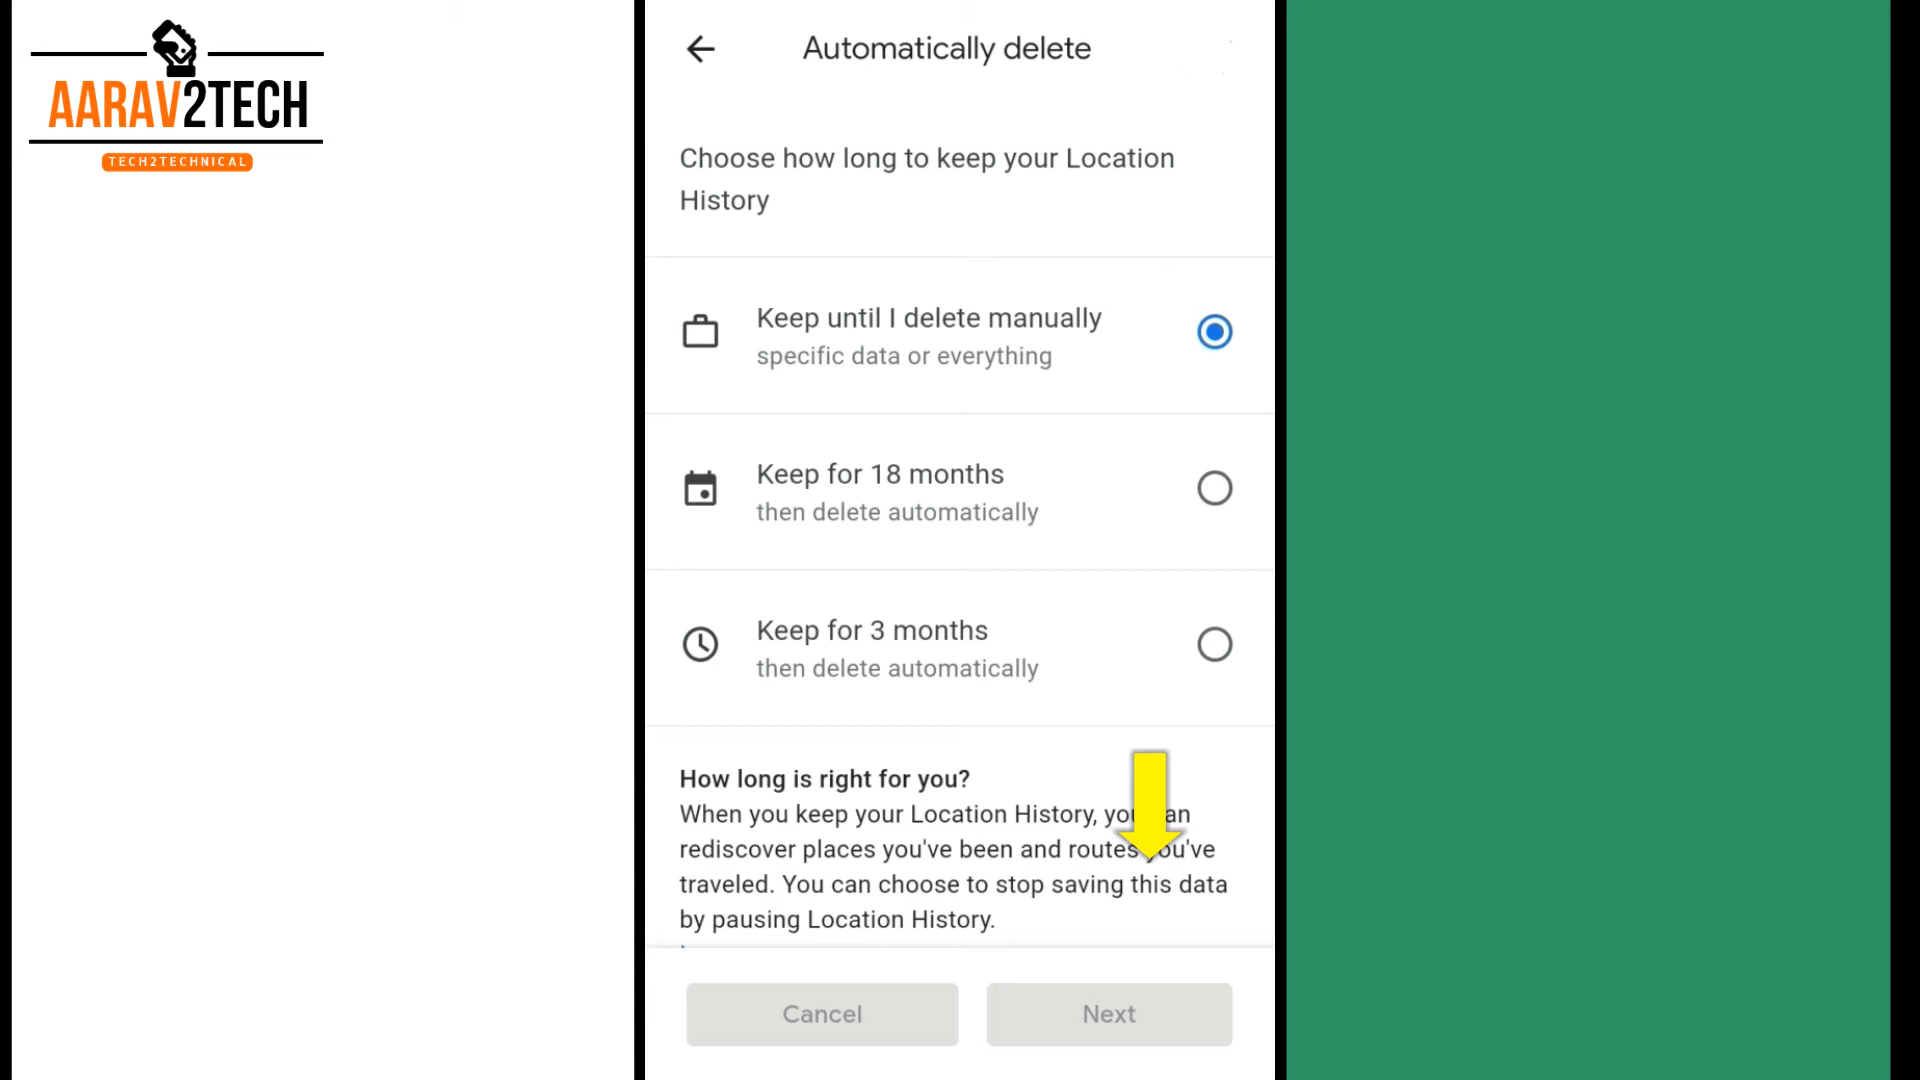 AARAV2TECH
TECH2TECHNICAL
Automatically delete
Choose how long to keep your Location
History
Keep until I delete manually
specific data or everything
Keep for 18 months
then delete automatically
Keep for 3 months
then delete automatically
How long is right for you?
When you keep your Location History, you can
rediscover places you've been and routes you've
traveled. You can choose to stop saving this data
by pausing Location History.
Cancel
Next